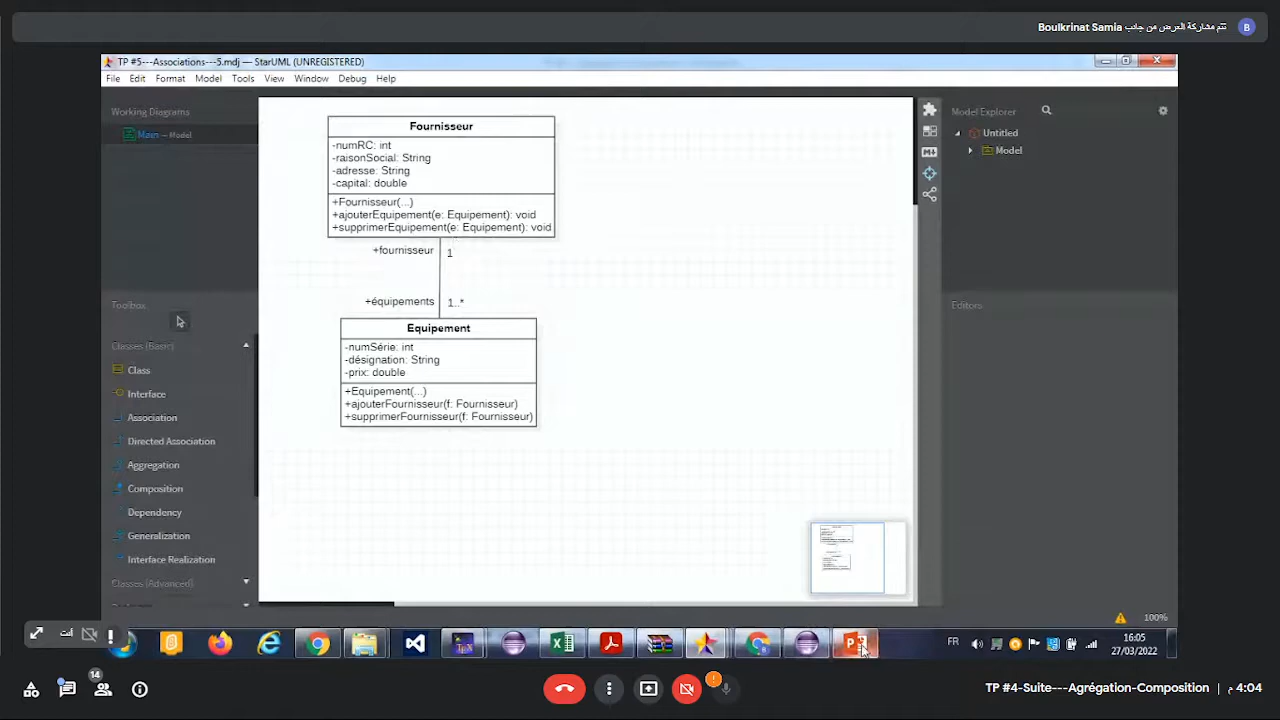 تتم مشاركة العرض من جانب Boulkrinat Samia
B
TP #5---Associations---5.mdj — StarUML (UNREGISTERED)
File Edit Format Model Tools View Window Debug Help
Working Diagrams
Main — Model
Toolbox
Classes (Basic)
Class
Interface
Association
Directed Association
Aggregation
Composition
Dependency
Generalization
Interface Realization
Classes (Advanced)
Fournisseur
-numRC: int
-raisonSocial: String
-adresse: String
-capital: double
+Fournisseur(...)
+ajouterEquipement(e: Equipement): void
+supprimerEquipement(e: Equipement): void
+fournisseur 1
+équipements 1..*
Equipement
-numSérie: int
-désignation: String
-prix: double
+Equipement(...)
+ajouterFournisseur(f: Fournisseur)
+supprimerFournisseur(f: Fournisseur)
M+
Model Explorer
Untitled
Model
Editors
100%
FR
16:05
27/03/2022
14
TP #4-Suite---Agrégation-Composition | 4:04 م